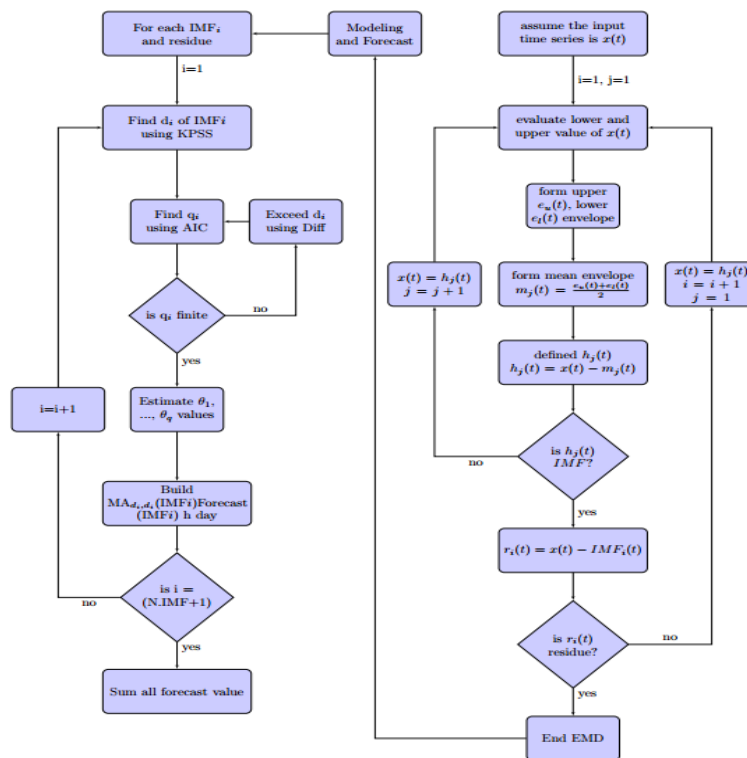 For each IMFᵢ
and residue
Modeling
and Forecast
assume the input
time series is x(t)
i=1
i=1, j=1
Find dᵢ of IMFi
using KPSS
evaluate lower and
upper value of x(t)
form upper
eᵤ(t), lower
eₗ(t) envelope
Find qᵢ
using AIC
Exceed dᵢ
using Diff
x(t) = hⱼ(t)
j = j + 1
form mean envelope
mⱼ(t) = (eᵤ(t)+eₗ(t))/2
x(t) = hⱼ(t)
i = i + 1
j = 1
is qᵢ finite
no
yes
defined hⱼ(t)
hⱼ(t) = x(t) − mⱼ(t)
i=i+1
Estimate θ₁,
..., θ_q values
is hⱼ(t)
IMF?
no
yes
Build
MA_{dᵢ,dᵢ}(IMFi)Forecast
(IMFi) h day
rᵢ(t) = x(t) − IMFᵢ(t)
is i =
(N.IMF+1)
no
yes
is rᵢ(t)
residue?
no
yes
Sum all forecast value
End EMD